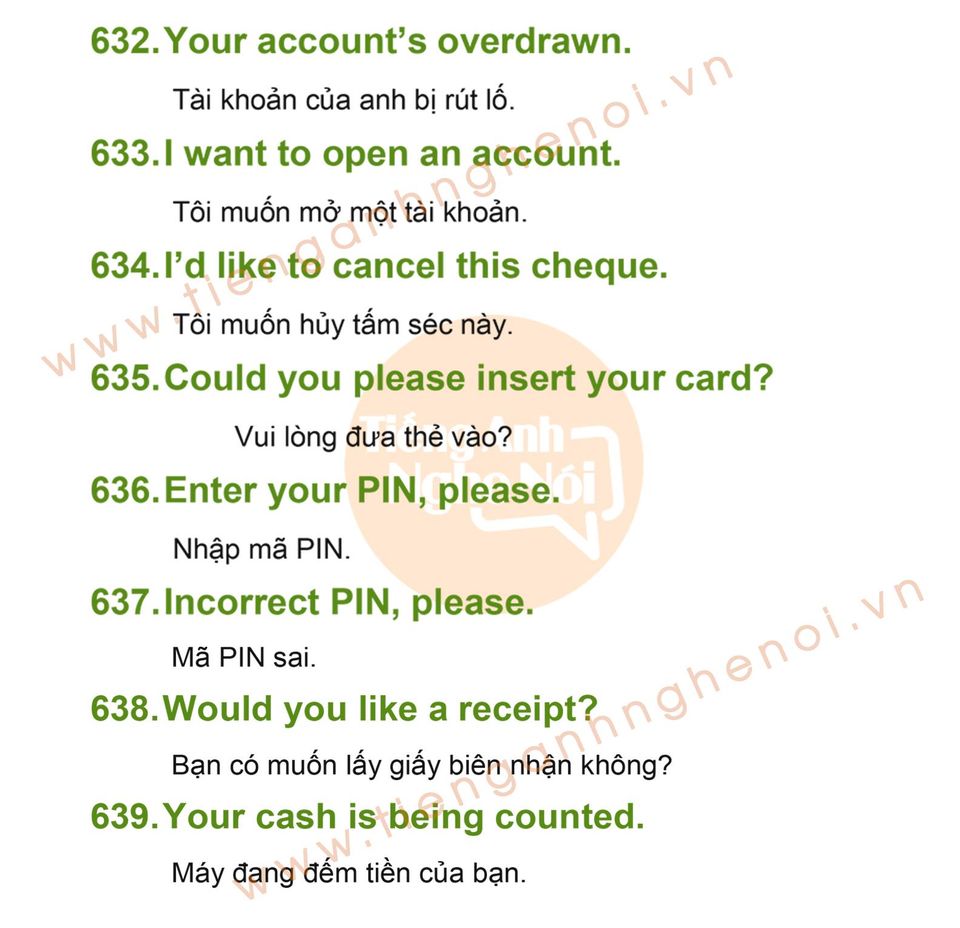 632. Your account’s overdrawn.
Tài khoản của anh bị rút lố.
633. I want to open an account.
Tôi muốn mở một tài khoản.
634. I’d like to cancel this cheque.
Tôi muốn hủy tấm séc này.
635. Could you please insert your card?
Vui lòng đưa thẻ vào?
Tiếng Anh
Nghe Nói
636. Enter your PIN, please.
Nhập mã PIN.
637. Incorrect PIN, please.
Mã PIN sai.
638. Would you like a receipt?
Bạn có muốn lấy giấy biên nhận không?
639. Your cash is being counted.
Máy đang đếm tiền của bạn.
www.tienganhnghenoi.vn
www.tienganhnghenoi.vn